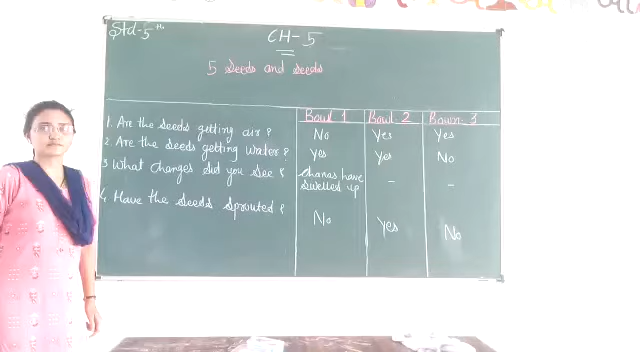 Std-5th
CH-5
5 Seeds and seeds
Bowl 1 Bowl 2 Bowl 3
1. Are the seeds getting air? No Yes Yes
2. Are the seeds getting water? Yes Yes No
3 What changes did you see? Chanas have swelled up - -
4 Have the seeds sprouted? No Yes No